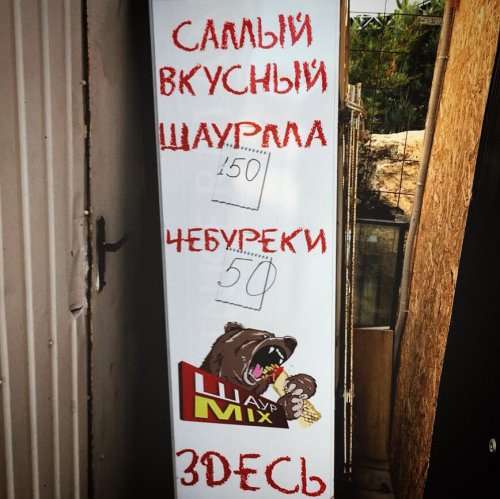 САМЫЙ
ВКУСНЫЙ
ШАУРМА
150
ЧЕБУРЕКИ
50
ШАУР
MIX
ЗДЕСЬ